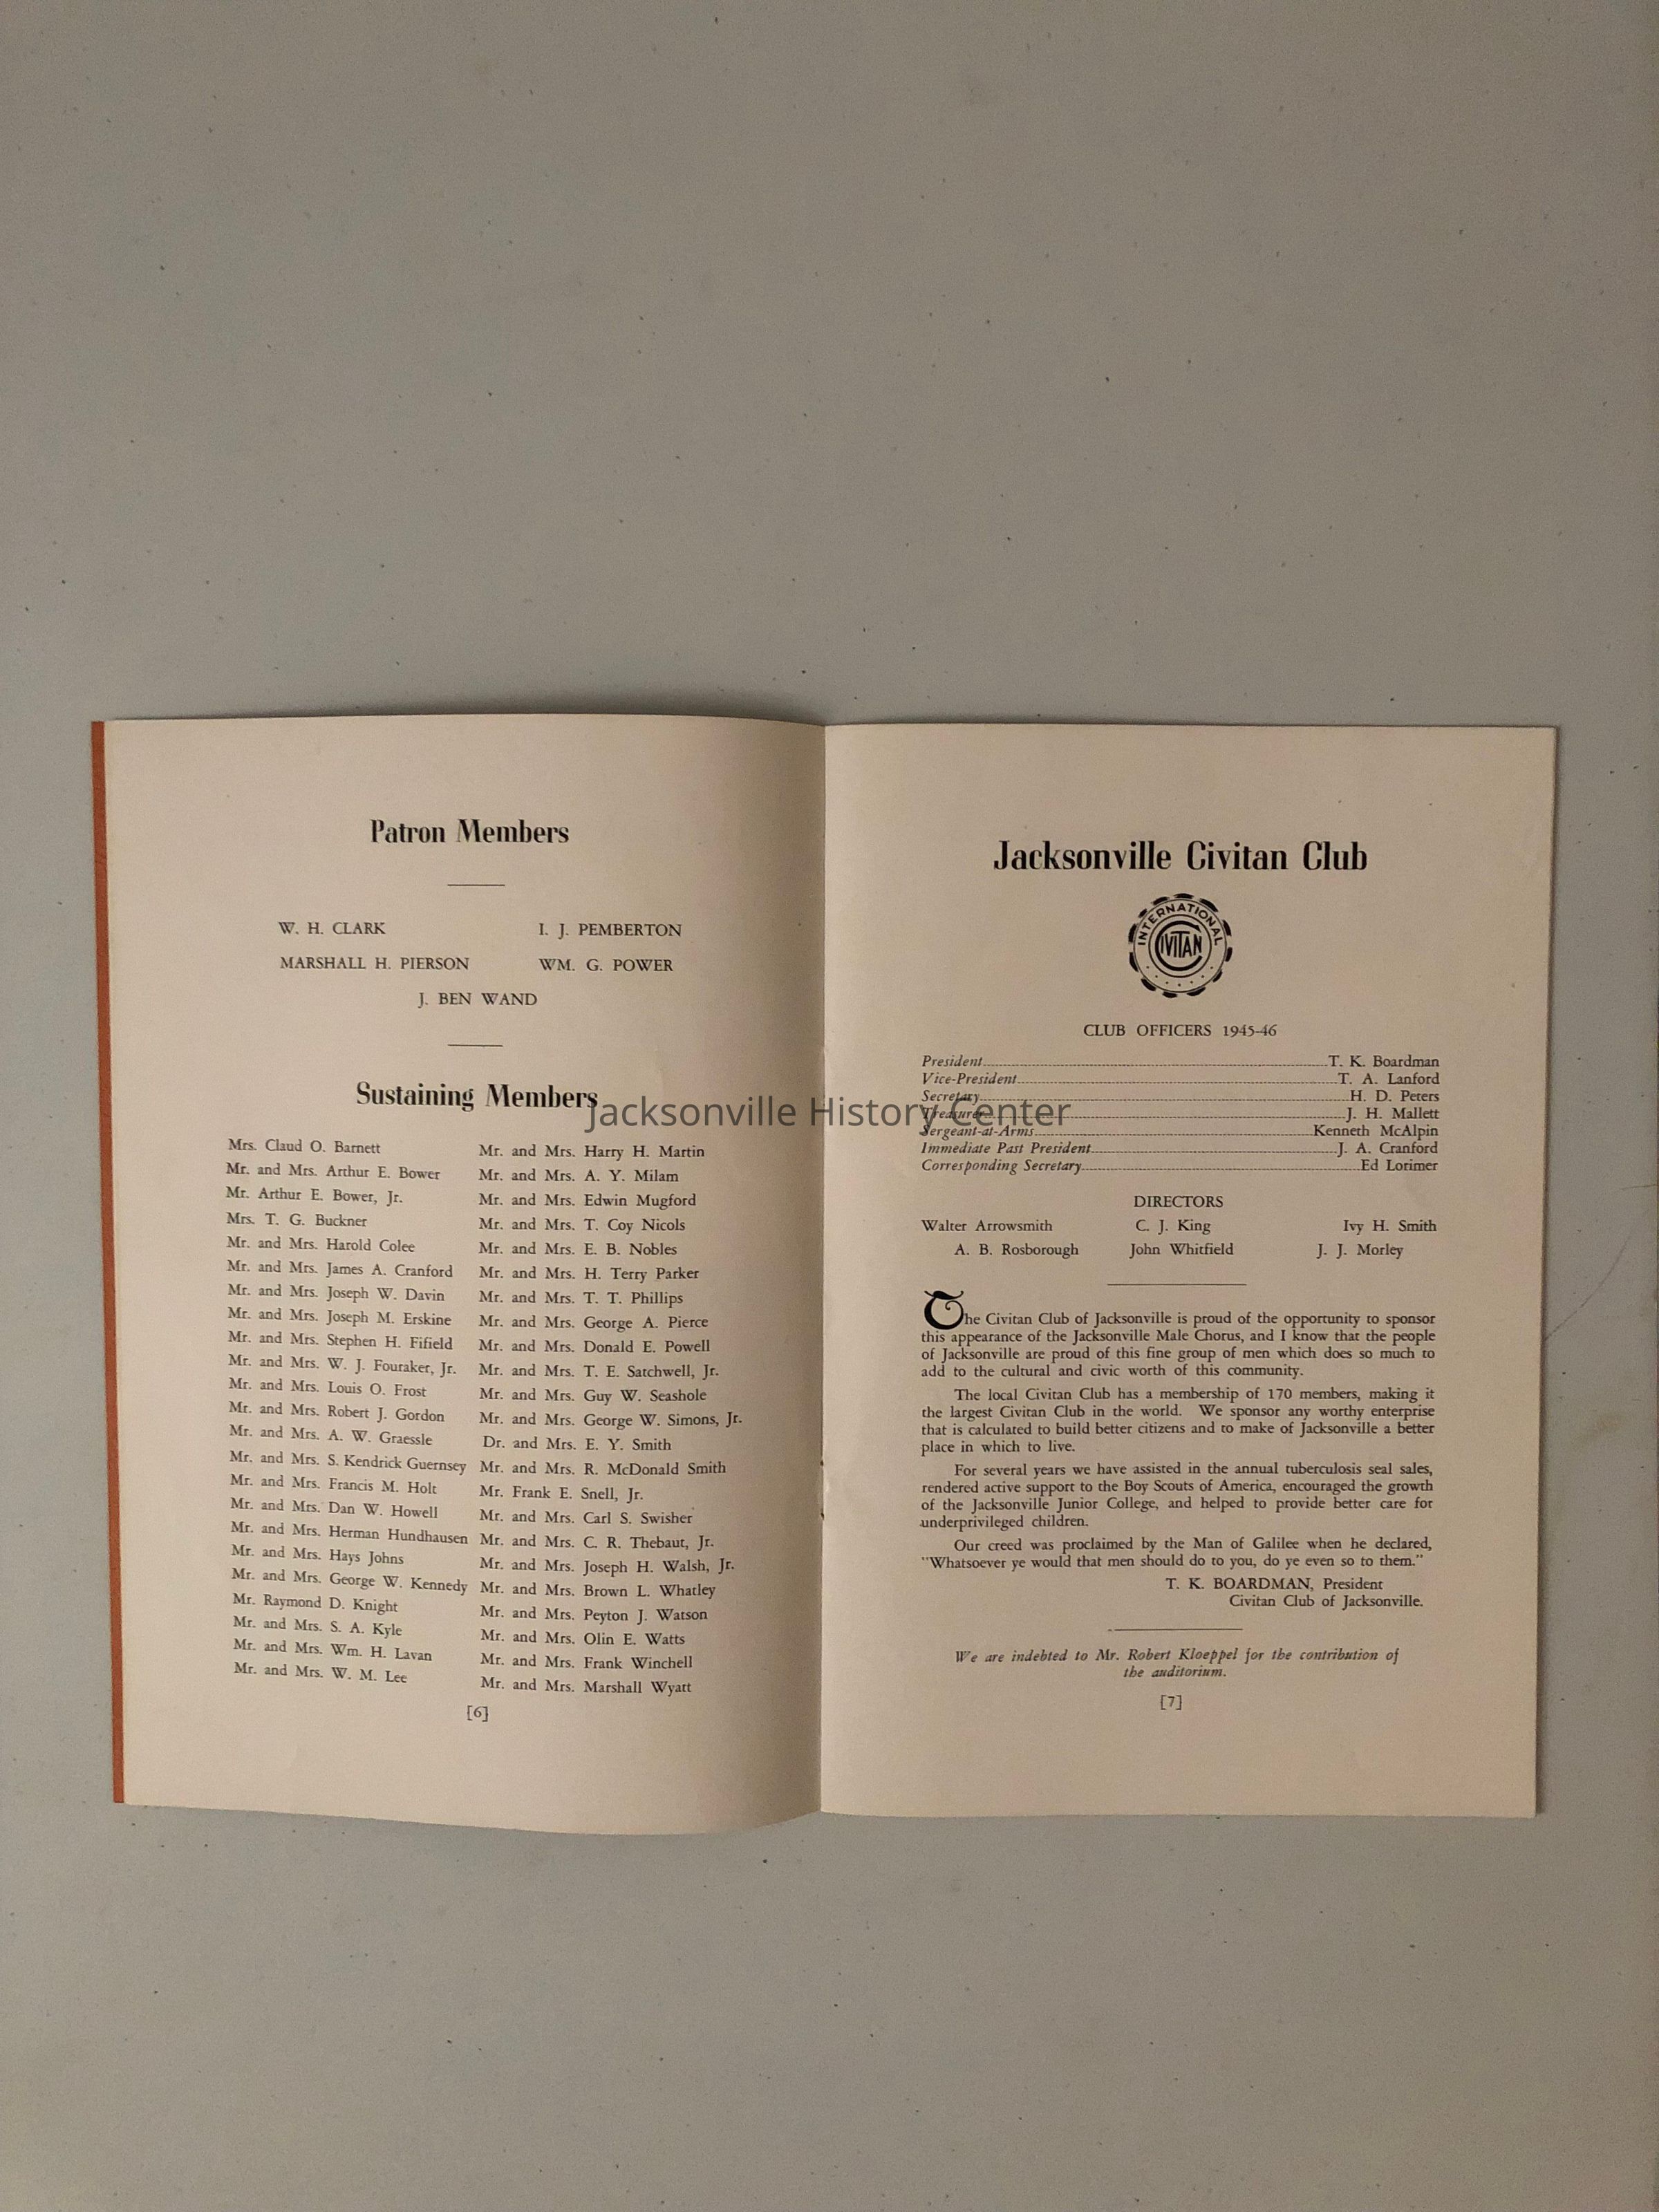 Patron Members
W. H. CLARK
I. J. PEMBERTON
MARSHALL H. PIERSON
WM. G. POWER
J. BEN WAND
Sustaining Members
Mrs. Claud O. Barnett
Mr. and Mrs. Arthur E. Bower
Mr. Arthur E. Bower, Jr.
Mrs. T. G. Buckner
Mr. and Mrs. Harold Colee
Mr. and Mrs. James A. Cranford
Mr. and Mrs. Joseph W. Davin
Mr. and Mrs. Joseph M. Erskine
Mr. and Mrs. Stephen H. Fifield
Mr. and Mrs. W. J. Fouraker, Jr.
Mr. and Mrs. Louis O. Frost
Mr. and Mrs. Robert J. Gordon
Mr. and Mrs. A. W. Graessle
Mr. and Mrs. S. Kendrick Guernsey
Mr. and Mrs. Francis M. Holt
Mr. and Mrs. Dan W. Howell
Mr. and Mrs. Herman Hundhausen
Mr. and Mrs. Hays Johns
Mr. and Mrs. George W. Kennedy
Mr. Raymond D. Knight
Mr. and Mrs. S. A. Kyle
Mr. and Mrs. Wm. H. Lavan
Mr. and Mrs. W. M. Lee
Mr. and Mrs. Harry H. Martin
Mr. and Mrs. A. Y. Milam
Mr. and Mrs. Edwin Mugford
Mr. and Mrs. T. Coy Nicols
Mr. and Mrs. E. B. Nobles
Mr. and Mrs. H. Terry Parker
Mr. and Mrs. T. T. Phillips
Mr. and Mrs. George A. Pierce
Mr. and Mrs. Donald E. Powell
Mr. and Mrs. T. E. Satchwell, Jr.
Mr. and Mrs. Guy W. Seashole
Mr. and Mrs. George W. Simons, Jr.
Dr. and Mrs. E. Y. Smith
Mr. and Mrs. R. McDonald Smith
Mr. Frank E. Snell, Jr.
Mr. and Mrs. Carl S. Swisher
Mr. and Mrs. C. R. Thebaut, Jr.
Mr. and Mrs. Joseph H. Walsh, Jr.
Mr. and Mrs. Brown L. Whatley
Mr. and Mrs. Peyton J. Watson
Mr. and Mrs. Olin E. Watts
Mr. and Mrs. Frank Winchell
Mr. and Mrs. Marshall Wyatt
[6]
Jacksonville Civitan Club
INTERNATIONAL
CIVITAN
CLUB OFFICERS 1945-46
President T. K. Boardman
Vice-President T. A. Lanford
Secretary H. D. Peters
Treasurer J. H. Mallett
Sergeant-at-Arms Kenneth McAlpin
Immediate Past President J. A. Cranford
Corresponding Secretary Ed Lorimer
DIRECTORS
Walter Arrowsmith C. J. King Ivy H. Smith
A. B. Rosborough John Whitfield J. J. Morley
The Civitan Club of Jacksonville is proud of the opportunity to sponsor
this appearance of the Jacksonville Male Chorus, and I know that the people
of Jacksonville are proud of this fine group of men which does so much to
add to the cultural and civic worth of this community.
The local Civitan Club has a membership of 170 members, making it
the largest Civitan Club in the world. We sponsor any worthy enterprise
that is calculated to build better citizens and to make of Jacksonville a better
place in which to live.
For several years we have assisted in the annual tuberculosis seal sales,
rendered active support to the Boy Scouts of America, encouraged the growth
of the Jacksonville Junior College, and helped to provide better care for
underprivileged children.
Our creed was proclaimed by the Man of Galilee when he declared,
"Whatsoever ye would that men should do to you, do ye even so to them."
T. K. BOARDMAN, President
Civitan Club of Jacksonville.
We are indebted to Mr. Robert Kloeppel for the contribution of
the auditorium.
[7]
Jacksonville History Center